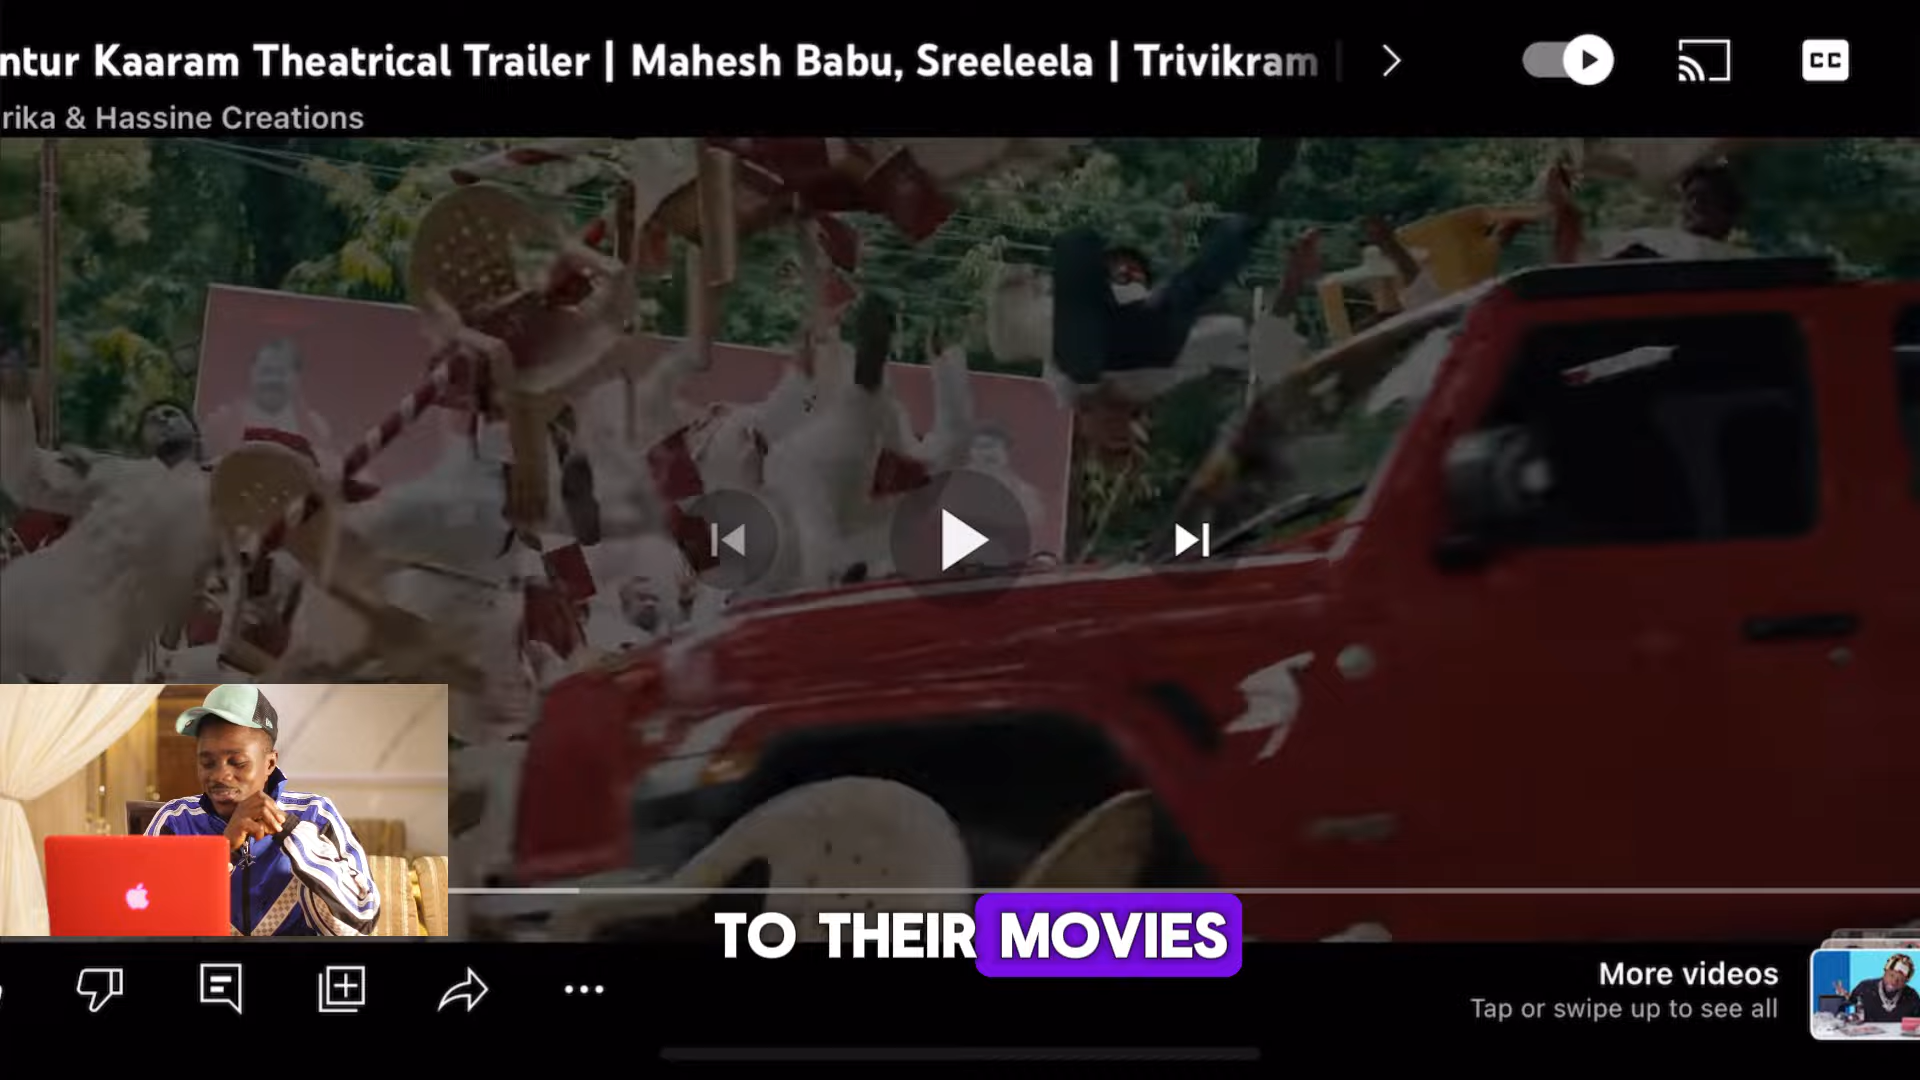 ntur Kaaram Theatrical Trailer | Mahesh Babu, Sreeleela | Trivikram |
rika & Hassine Creations
CC
TO THEIR MOVIES
More videos
Tap or swipe up to see all